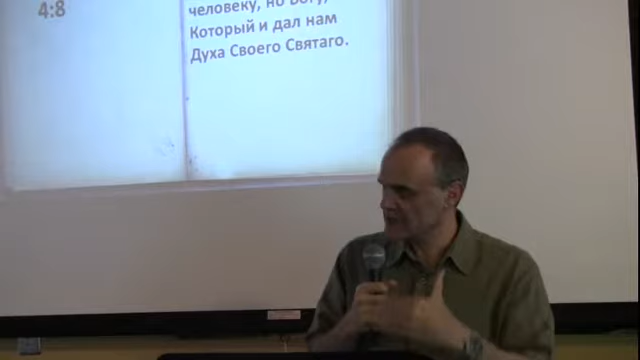 4:8
человеку, но Богу,
Который и дал нам
Духа Своего Святаго.